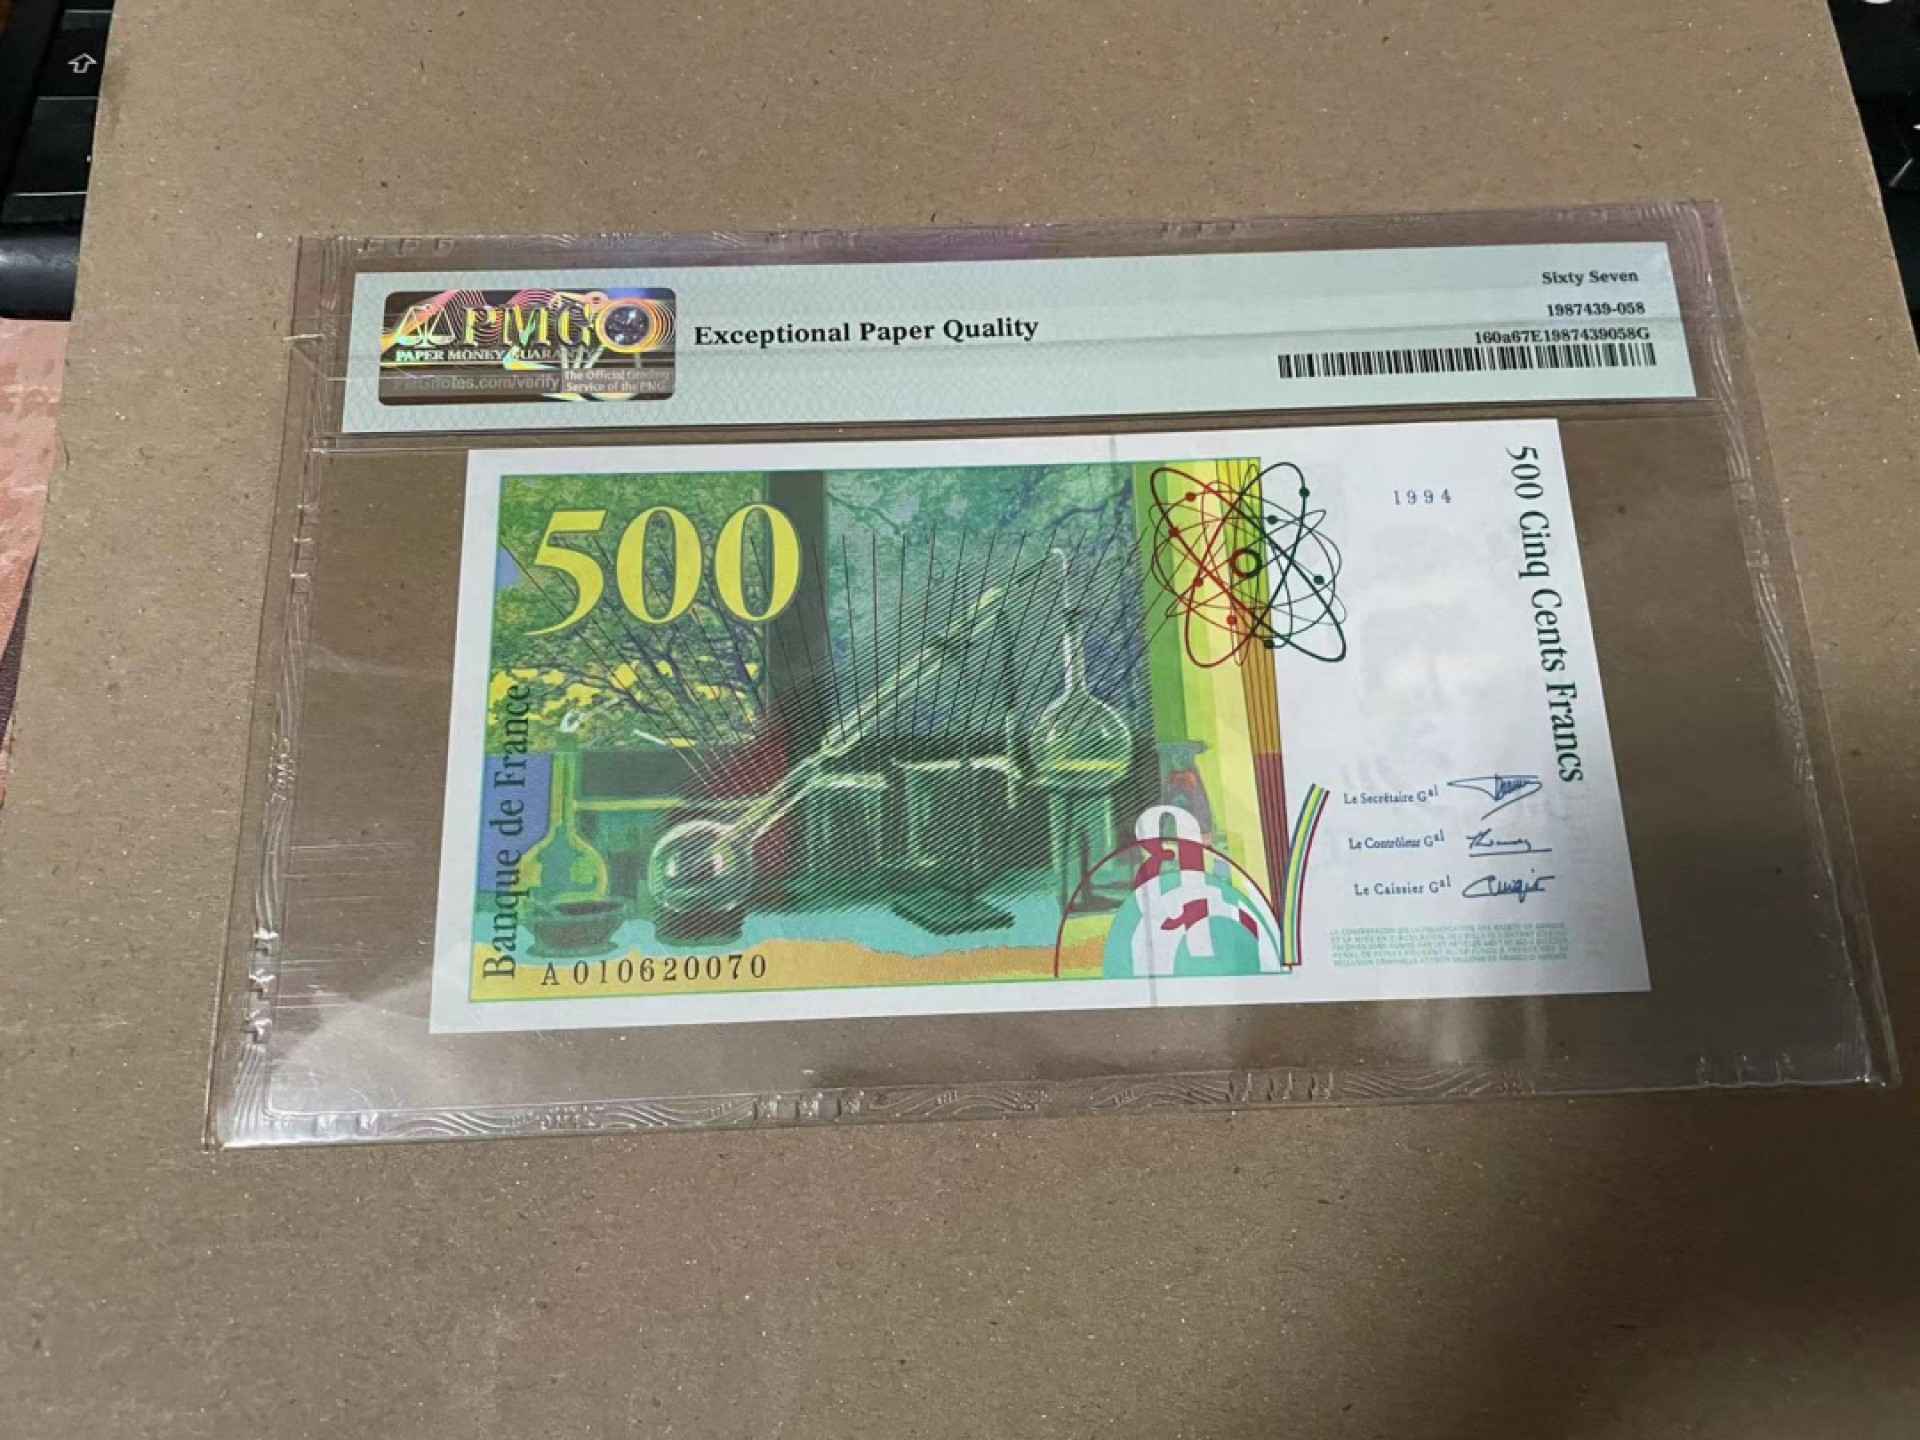 Sixty Seven
PMG
PAPER MONEY GUARANTY
PMGnotes.com/verify
The Official Grading
Service of the PNG
Exceptional Paper Quality
1987439-058
160a67E1987439058G
500
1994
500 Cinq Cents Francs
Banque de France
Le Secrétaire Gal
Le Contrôleur Gal
Le Caissier Gal
A 010620070